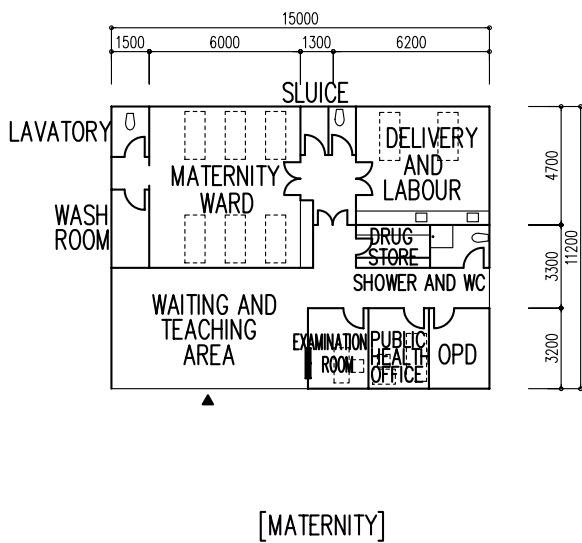 15000
1500
6000
1300
6200
SLUICE
LAVATORY
DELIVERY
AND
LABOUR
MATERNITY
WARD
4700
11200
WASH
ROOM
DRUG
STORE
3300
SHOWER AND WC
WAITING AND
TEACHING
AREA
EXAMINATION
ROOM
PUBLIC
HEALTH
OFFICE
OPD
3200
[MATERNITY]